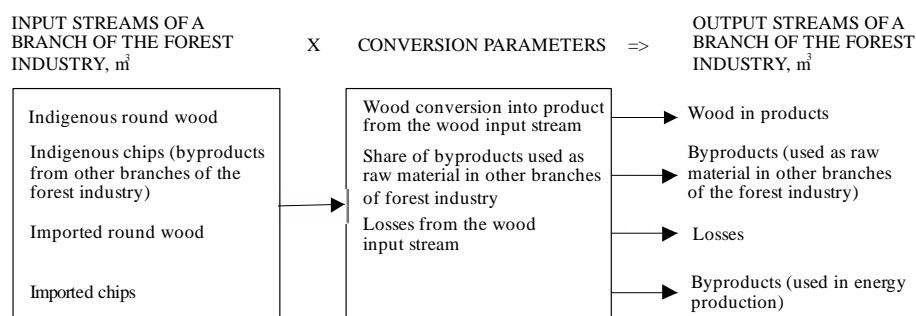 INPUT STREAMS OF A
BRANCH OF THE FOREST
INDUSTRY, m³
X
CONVERSION PARAMETERS
=>
OUTPUT STREAMS OF A
BRANCH OF THE FOREST
INDUSTRY, m³
Indigenous round wood
Indigenous chips (byproducts
from other branches of the
forest industry)
Imported round wood
Imported chips
Wood conversion into product
from the wood input stream
Share of byproducts used as
raw material in other branches
of forest industry
Losses from the wood
input stream
Wood in products
Byproducts (used as raw
material in other branches
of the forest industry)
Losses
Byproducts (used in energy
production)